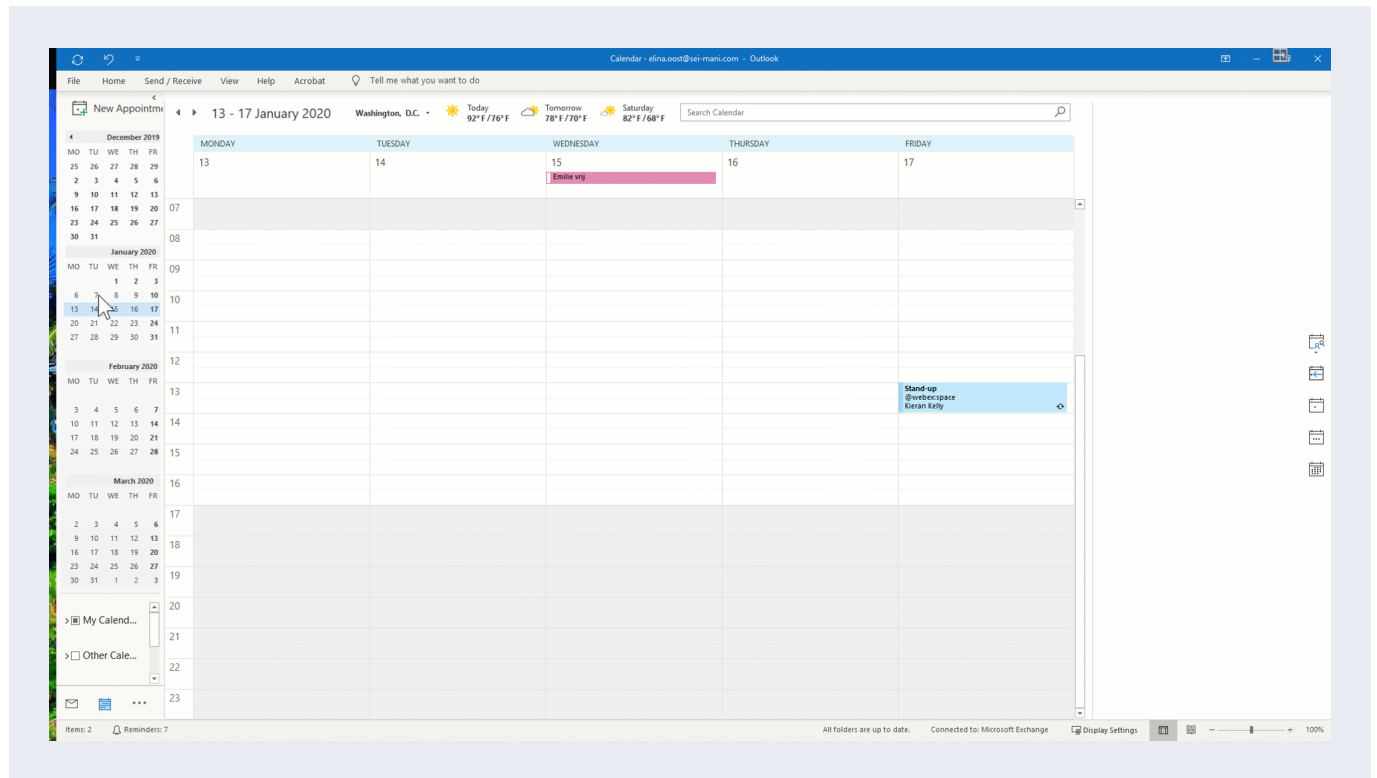 Calendar - elina.oost@sei-mani.com - Outlook
File Home Send / Receive View Help Acrobat Tell me what you want to do
New Appointme
13 - 17 January 2020
Washington, D.C.
Today
92°F/76°F
Tomorrow
78°F/70°F
Saturday
82°F/68°F
Search Calendar
December 2019
MO TU WE TH FR
25 26 27 28 29
2 3 4 5 6
9 10 11 12 13
16 17 18 19 20
23 24 25 26 27
30 31
January 2020
MO TU WE TH FR
1 2 3
6 7 8 9 10
13 14 15 16 17
20 21 22 23 24
27 28 29 30 31
February 2020
MO TU WE TH FR
3 4 5 6 7
10 11 12 13 14
17 18 19 20 21
24 25 26 27 28
March 2020
MO TU WE TH FR
2 3 4 5 6
9 10 11 12 13
16 17 18 19 20
23 24 25 26 27
30 31 1 2 3
My Calend...
Other Cale...
MONDAY TUESDAY WEDNESDAY THURSDAY FRIDAY
13 14 15 16 17
Emilie vrij
07
08
09
10
11
12
13
Stand-up
@webex:space
Kieran Kelly
14
15
16
17
18
19
20
21
22
23
Items: 2 Reminders: 7 All folders are up to date. Connected to: Microsoft Exchange Display Settings 100%